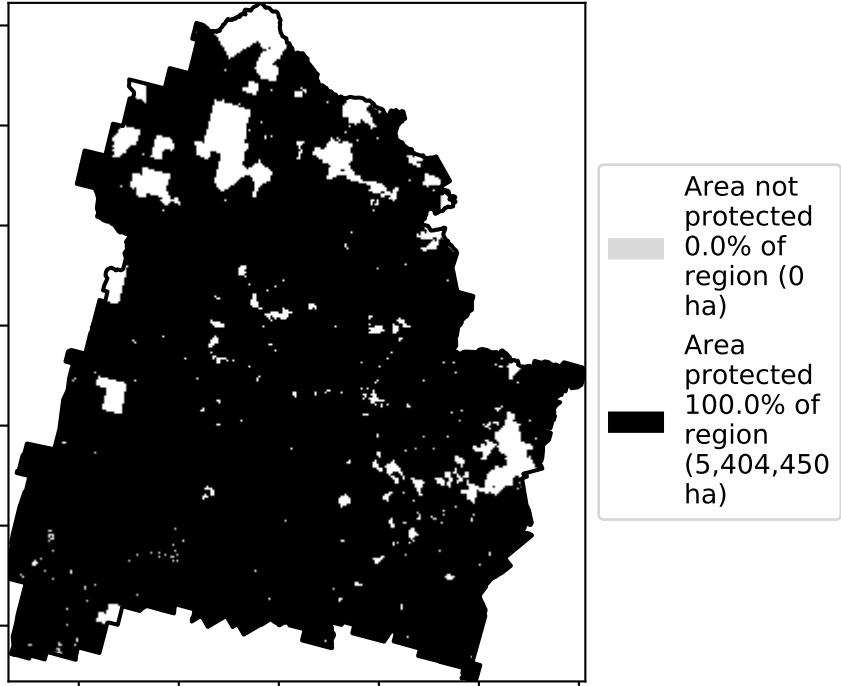 Area not
protected
0.0% of
region (0
ha)
Area
protected
100.0% of
region
(5,404,450
ha)